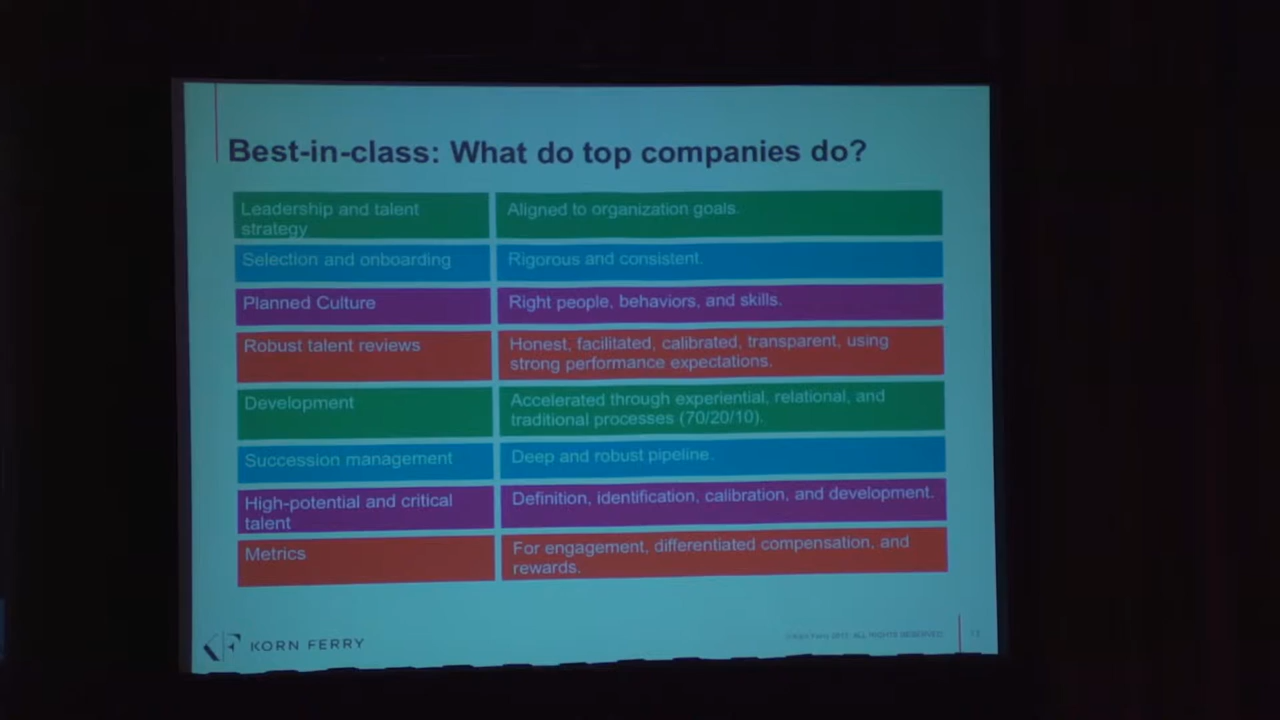 Best-in-class: What do top companies do?
Leadership and talent
strategy
Aligned to organization goals.
Selection and onboarding
Rigorous and consistent.
Planned Culture
Right people, behaviors, and skills.
Robust talent reviews
Honest, facilitated, calibrated, transparent, using
strong performance expectations.
Development
Accelerated through experiential, relational, and
traditional processes (70/20/10).
Succession management
Deep and robust pipeline.
High-potential and critical
talent
Definition, identification, calibration, and development.
Metrics
For engagement, differentiated compensation, and
rewards.
KORN FERRY
ALL RIGHTS RESERVED